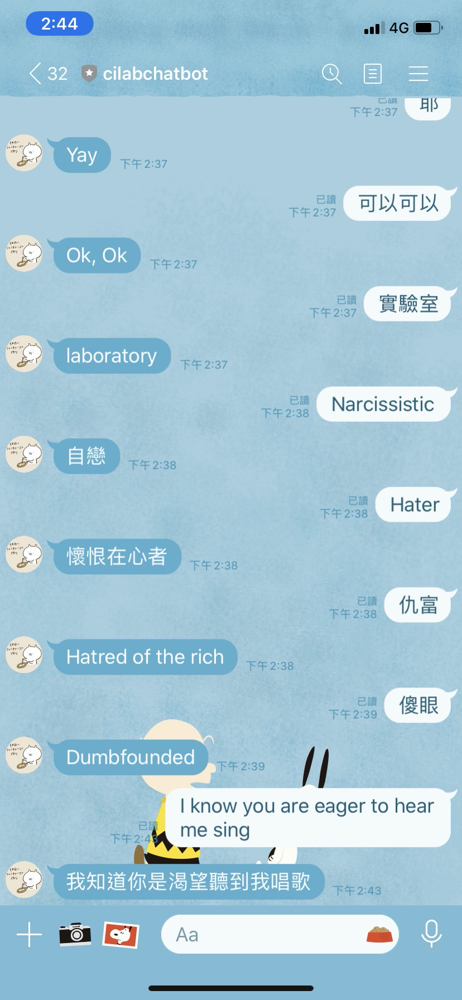 2:44
4G
32 cilabchatbot
已讀
下午 2:37
耶
Yay
下午 2:37
已讀
下午 2:37
可以可以
Ok, Ok
下午 2:37
已讀
下午 2:37
實驗室
laboratory
下午 2:37
已讀
下午 2:38
Narcissistic
自戀
下午 2:38
已讀
下午 2:38
Hater
懷恨在心者
下午 2:38
已讀
下午 2:38
仇富
Hatred of the rich
下午 2:38
已讀
下午 2:39
傻眼
Dumbfounded
下午 2:39
I know you are eager to hear
me sing
已讀
下午 2:43
我知道你是渴望聽到我唱歌
下午 2:43
Aa